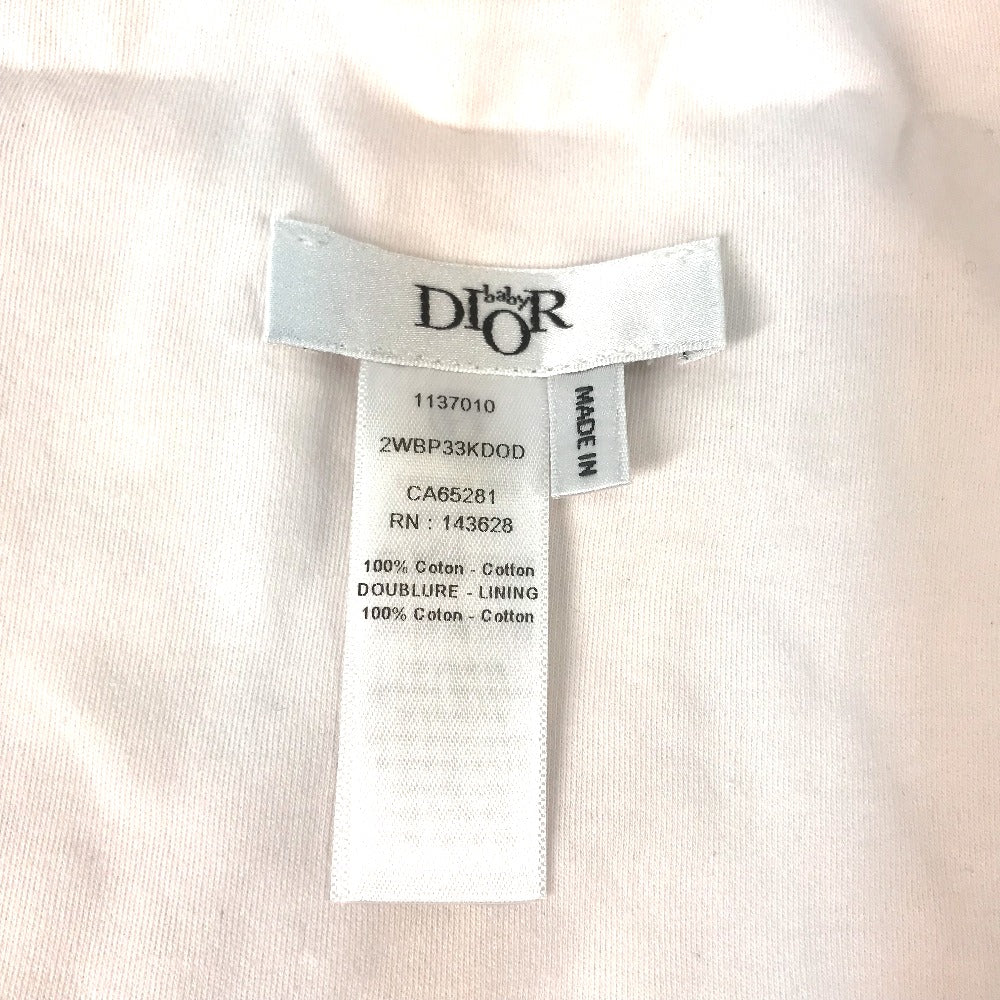 baby
DIOR
1137010
2WBP33KDOD
CA65281
RN : 143628
100% Coton - Cotton
DOUBLURE - LINING
100% Coton - Cotton
MADE IN